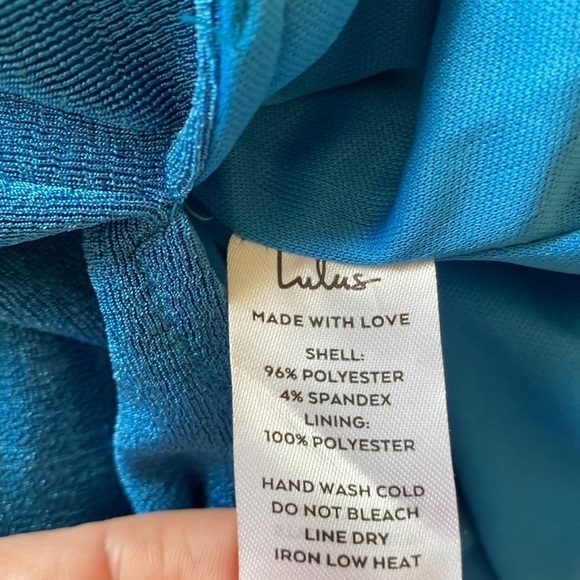 Lulus
MADE WITH LOVE
SHELL:
96% POLYESTER
4% SPANDEX
LINING:
100% POLYESTER
HAND WASH COLD
DO NOT BLEACH
LINE DRY
IRON LOW HEAT